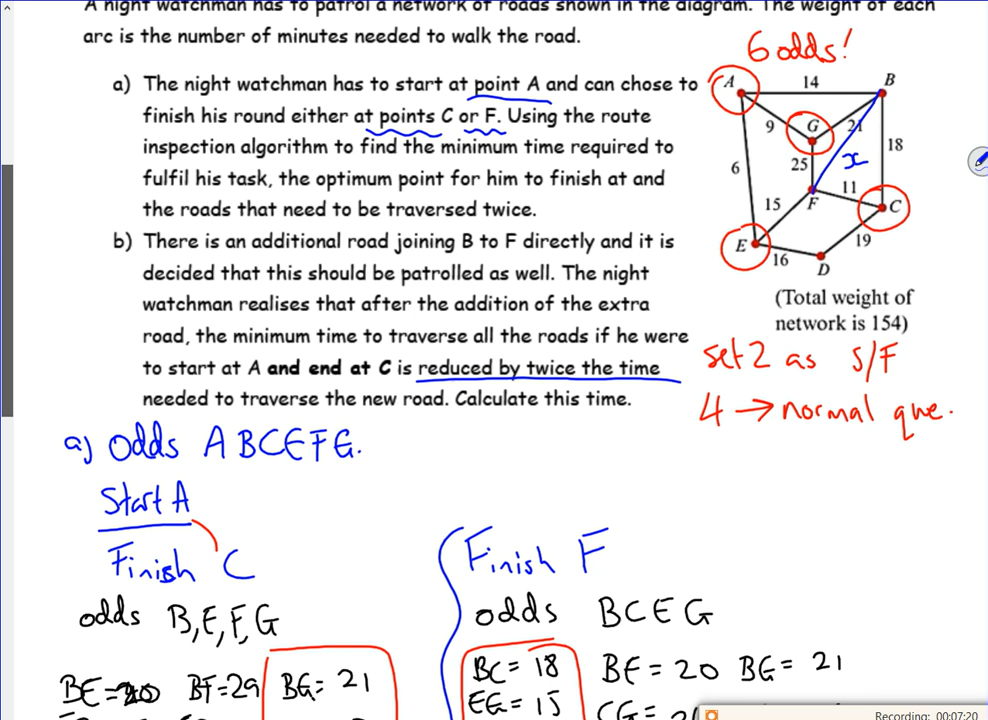 A night watchman has to patrol a network of roads shown in the diagram. The weight of each
arc is the number of minutes needed to walk the road.
a) The night watchman has to start at point A and can chose to
finish his round either at points C or F. Using the route
inspection algorithm to find the minimum time required to
fulfil his task, the optimum point for him to finish at and
the roads that need to be traversed twice.
b) There is an additional road joining B to F directly and it is
decided that this should be patrolled as well. The night
watchman realises that after the addition of the extra
road, the minimum time to traverse all the roads if he were
to start at A and end at C is reduced by twice the time
needed to traverse the new road. Calculate this time.
6 odds!
A 14 B
9 G 21
6 25 x 18
15 F 11 C
E 16 D 19
(Total weight of
network is 154)
set 2 as S/F
4 → normal que.
a) Odds A B C E F G.
Start A
Finish C
odds B, E, F, G
BE=20 BF=29 BG= 21
Finish F
odds B C E G
BC = 18 BE = 20 BG = 21
EG = 15 CG =
Recording: 00:07:20